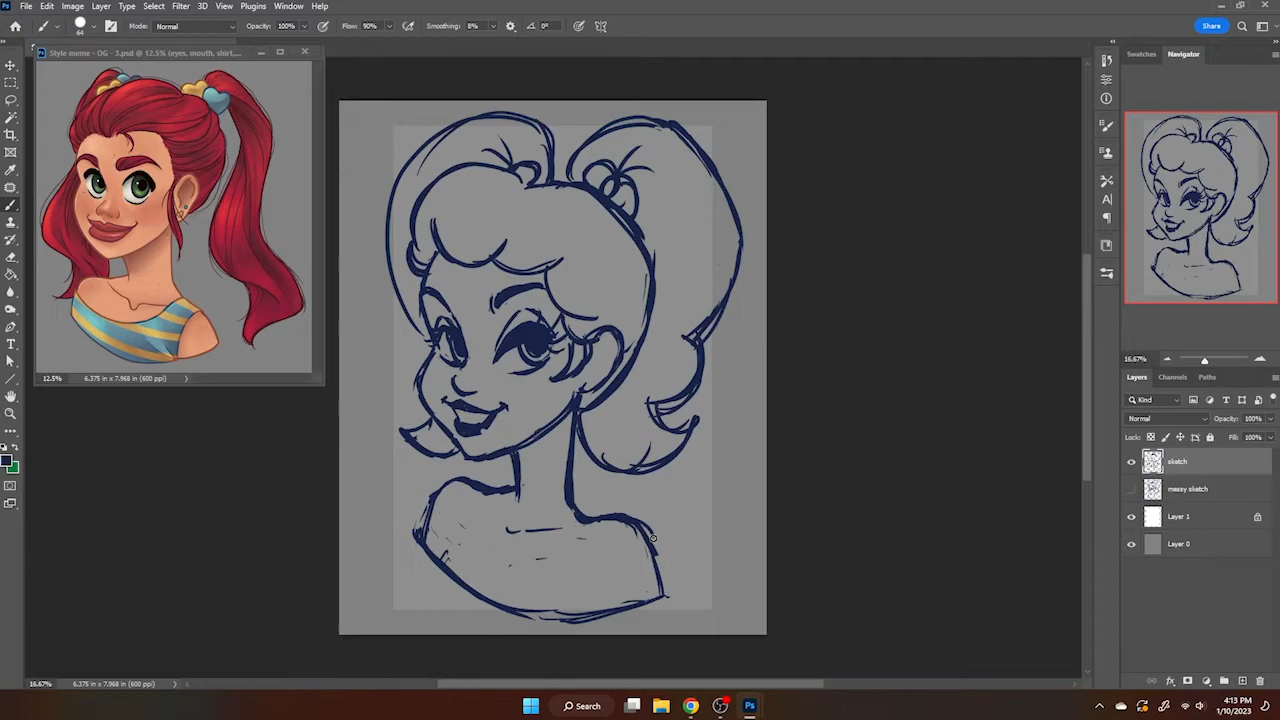 File Edit Image Layer Type Select Filter 3D View Plugins Window Help
64 Mode: Normal Opacity: 100% Flow: 90% Smoothing: 8% 0° Share
Style meme - OG - 3.psd @ 12.5% (eyes, mouth, shirt,...
12.5% 6.375 in x 7.968 in (600 ppi)
Swatches Navigator
16.67%
Layers Channels Paths
Kind
Normal Opacity: 100%
Lock: Fill: 100%
sketch
messy sketch
Layer 1
Layer 0
16.67% 6.375 in x 7.968 in (600 ppi)
Search
4:13 PM
1/10/2023